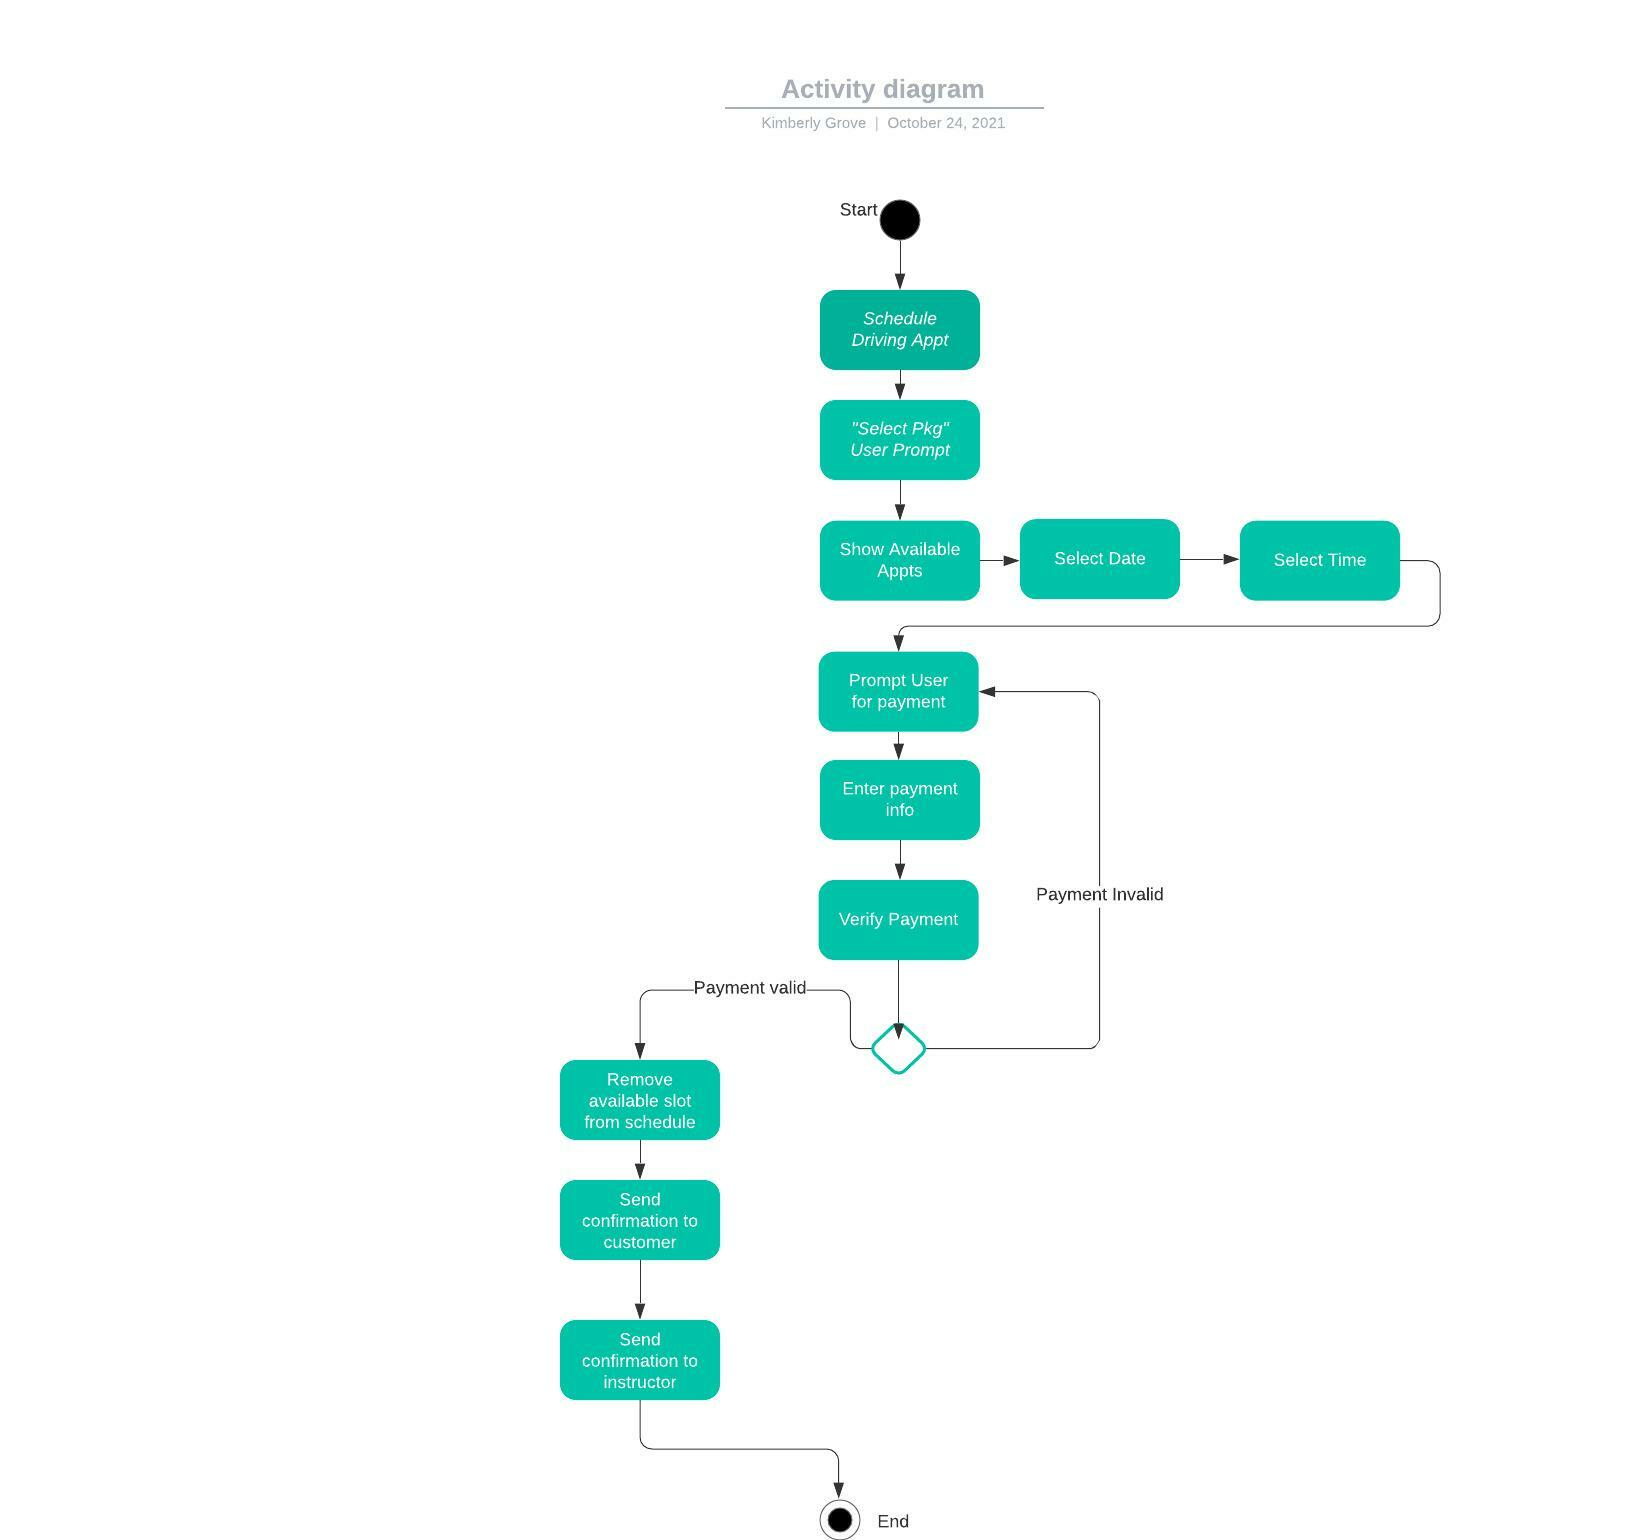 Activity diagram
Kimberly Grove | October 24, 2021
Start
Schedule
Driving Appt
"Select Pkg"
User Prompt
Show Available
Appts
Select Date
Select Time
Prompt User
for payment
Enter payment
info
Payment Invalid
Verify Payment
Payment valid
Remove
available slot
from schedule
Send
confirmation to
customer
Send
confirmation to
instructor
End